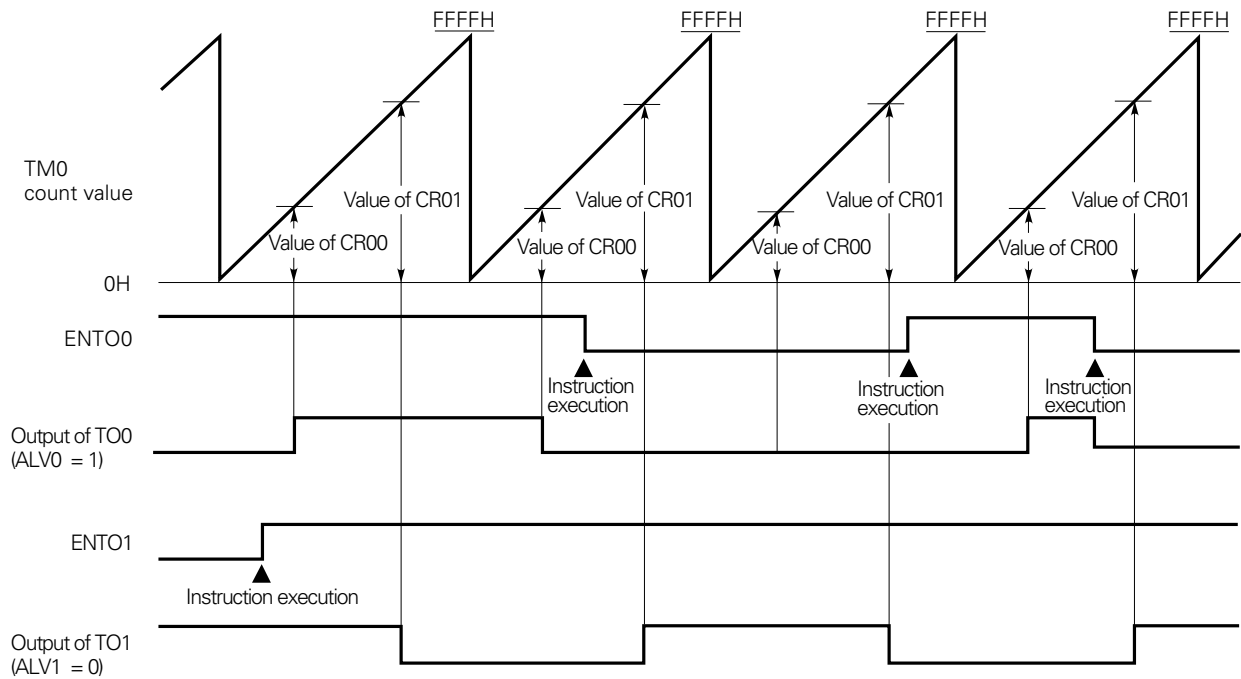 FFFFH FFFFH FFFFH FFFFH
TM0
count value
Value of CR01 Value of CR01 Value of CR01 Value of CR01
Value of CR00 Value of CR00 Value of CR00 Value of CR00
0H
ENTO0
Instruction
execution
Instruction
execution
Instruction
execution
Output of TO0
(ALV0 = 1)
ENTO1
Instruction execution
Output of TO1
(ALV1 = 0)